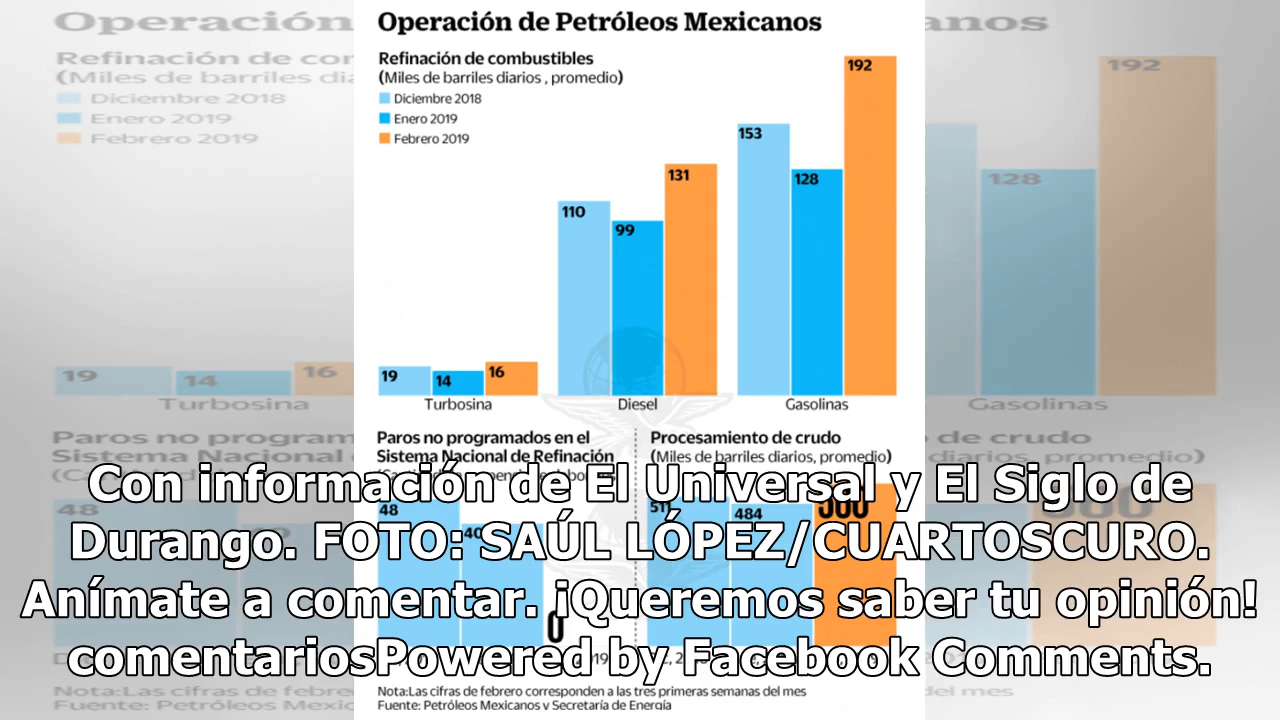 Operación de Petróleos Mexicanos
Refinación de combustibles
(Miles de barriles diarios , promedio)
Diciembre 2018
Enero 2019
Febrero 2019
19
14
16
Turbosina
110
99
131
Diesel
153
128
192
Gasolinas
Paros no programados en el
Sistema Nacional de Refinación
48
40
0
Procesamiento de crudo
(Miles de barriles diarios, promedio)
511
484
Con información de El Universal y El Siglo de
Durango. FOTO: SAÚL LÓPEZ/CUARTOSCURO.
Anímate a comentar. ¡Queremos saber tu opinión!
comentariosPowered by Facebook Comments.
Nota:Las cifras de febrero corresponden a las tres primeras semanas del mes
Fuente: Petróleos Mexicanos y Secretaría de Energía